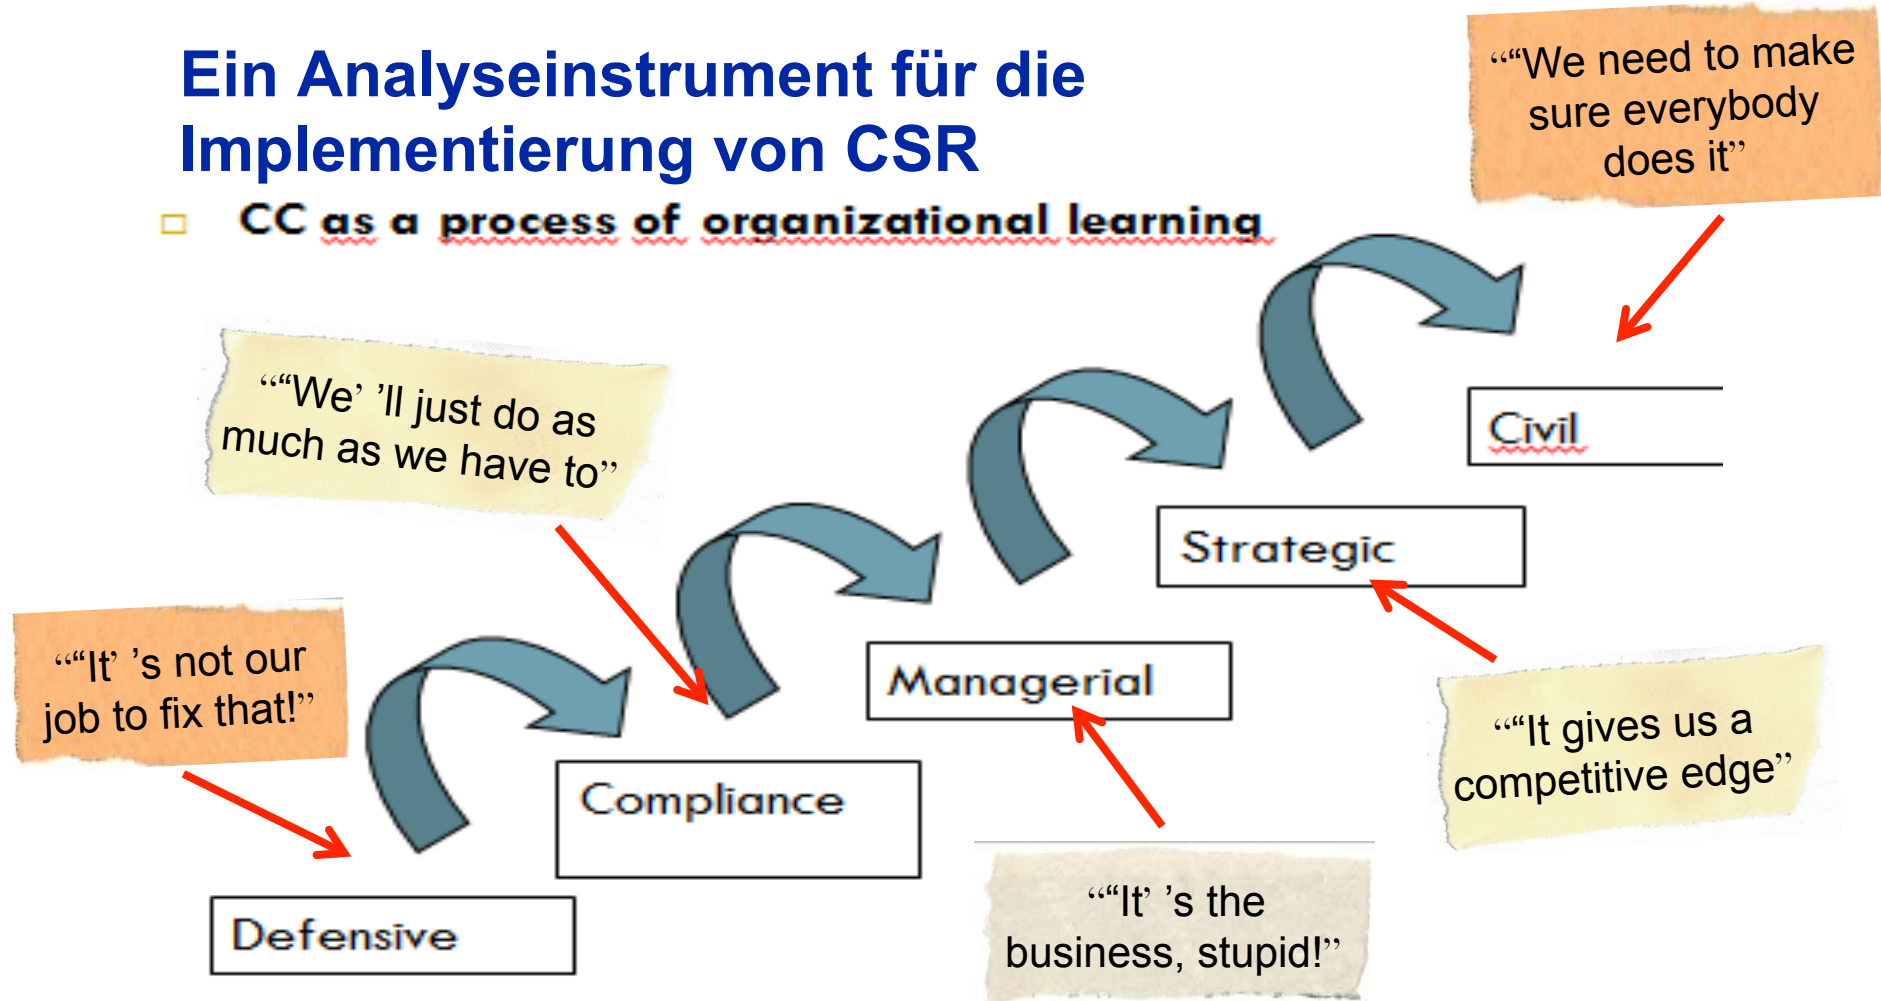 Ein Analyseinstrument für die
Implementierung von CSR
CC as a process of organizational learning
““We need to make
sure everybody
does it”
““We’ ’ll just do as
much as we have to”
Civil
Strategic
““It’ ’s not our
job to fix that!”
Managerial
““It gives us a
competitive edge”
Compliance
““It’ ’s the
business, stupid!”
Defensive